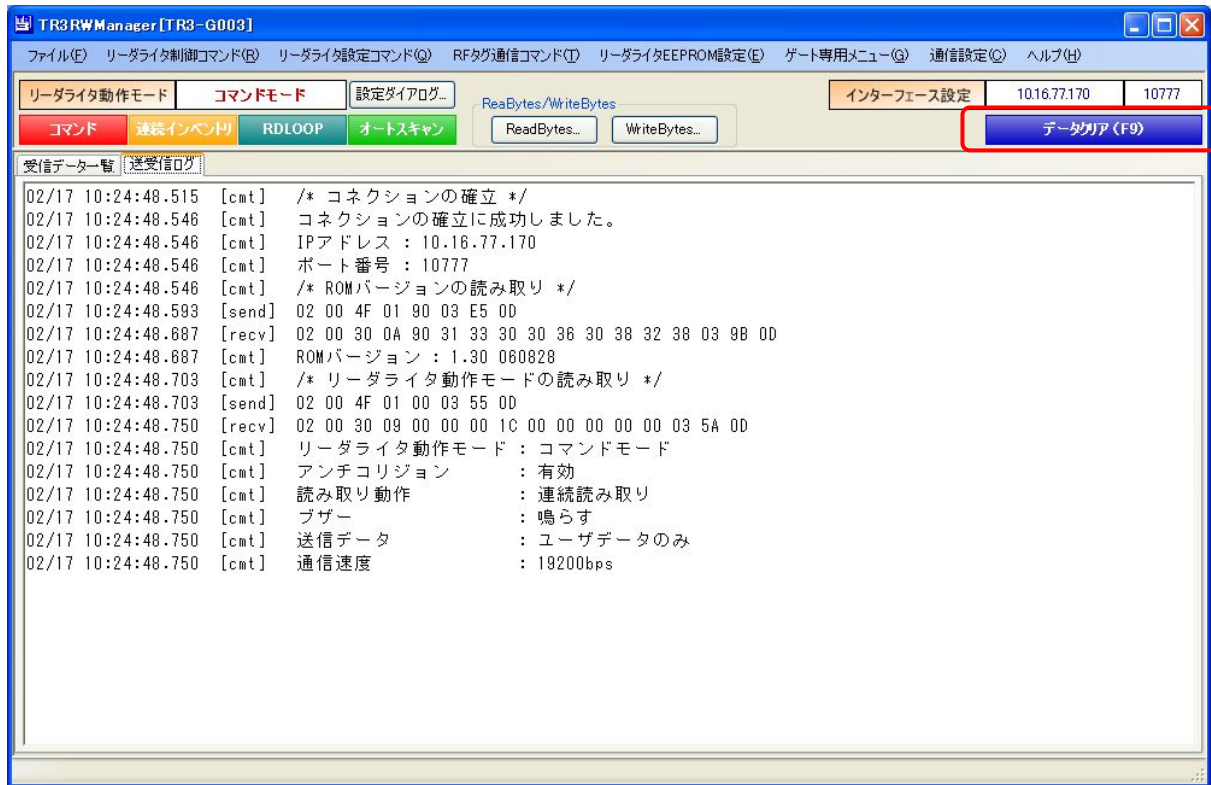 TR3RWManager[TR3-G003]
ファイル(F) リーダライタ制御コマンド(R) リーダライタ設定コマンド(Q) RFタグ通信コマンド(T) リーダライタEEPROM設定(E) ゲート専用メニュー(G) 通信設定(C) ヘルプ(H)
リーダライタ動作モード コマンドモード 設定ダイアログ... ReaBytes/WriteBytes インターフェース設定 10.16.77.170 10777
コマンド 連続インベントリ RDLOOP オートスキャン ReadBytes... WriteBytes... データクリア(F9)
受信データ一覧 送受信ログ
02/17 10:24:48.515 [cmt] /* コネクションの確立 */
02/17 10:24:48.546 [cmt] コネクションの確立に成功しました。
02/17 10:24:48.546 [cmt] IPアドレス : 10.16.77.170
02/17 10:24:48.546 [cmt] ポート番号 : 10777
02/17 10:24:48.546 [cmt] /* ROMバージョンの読み取り */
02/17 10:24:48.593 [send] 02 00 4F 01 90 03 E5 0D
02/17 10:24:48.687 [recv] 02 00 30 0A 90 31 33 30 30 36 30 38 32 38 03 9B 0D
02/17 10:24:48.687 [cmt] ROMバージョン : 1.30 060828
02/17 10:24:48.703 [cmt] /* リーダライタ動作モードの読み取り */
02/17 10:24:48.703 [send] 02 00 4F 01 00 03 55 0D
02/17 10:24:48.750 [recv] 02 00 30 09 00 00 00 1C 00 00 00 00 00 03 5A 0D
02/17 10:24:48.750 [cmt] リーダライタ動作モード : コマンドモード
02/17 10:24:48.750 [cmt] アンチコリジョン : 有効
02/17 10:24:48.750 [cmt] 読み取り動作 : 連続読み取り
02/17 10:24:48.750 [cmt] ブザー : 鳴らす
02/17 10:24:48.750 [cmt] 送信データ : ユーザデータのみ
02/17 10:24:48.750 [cmt] 通信速度 : 19200bps